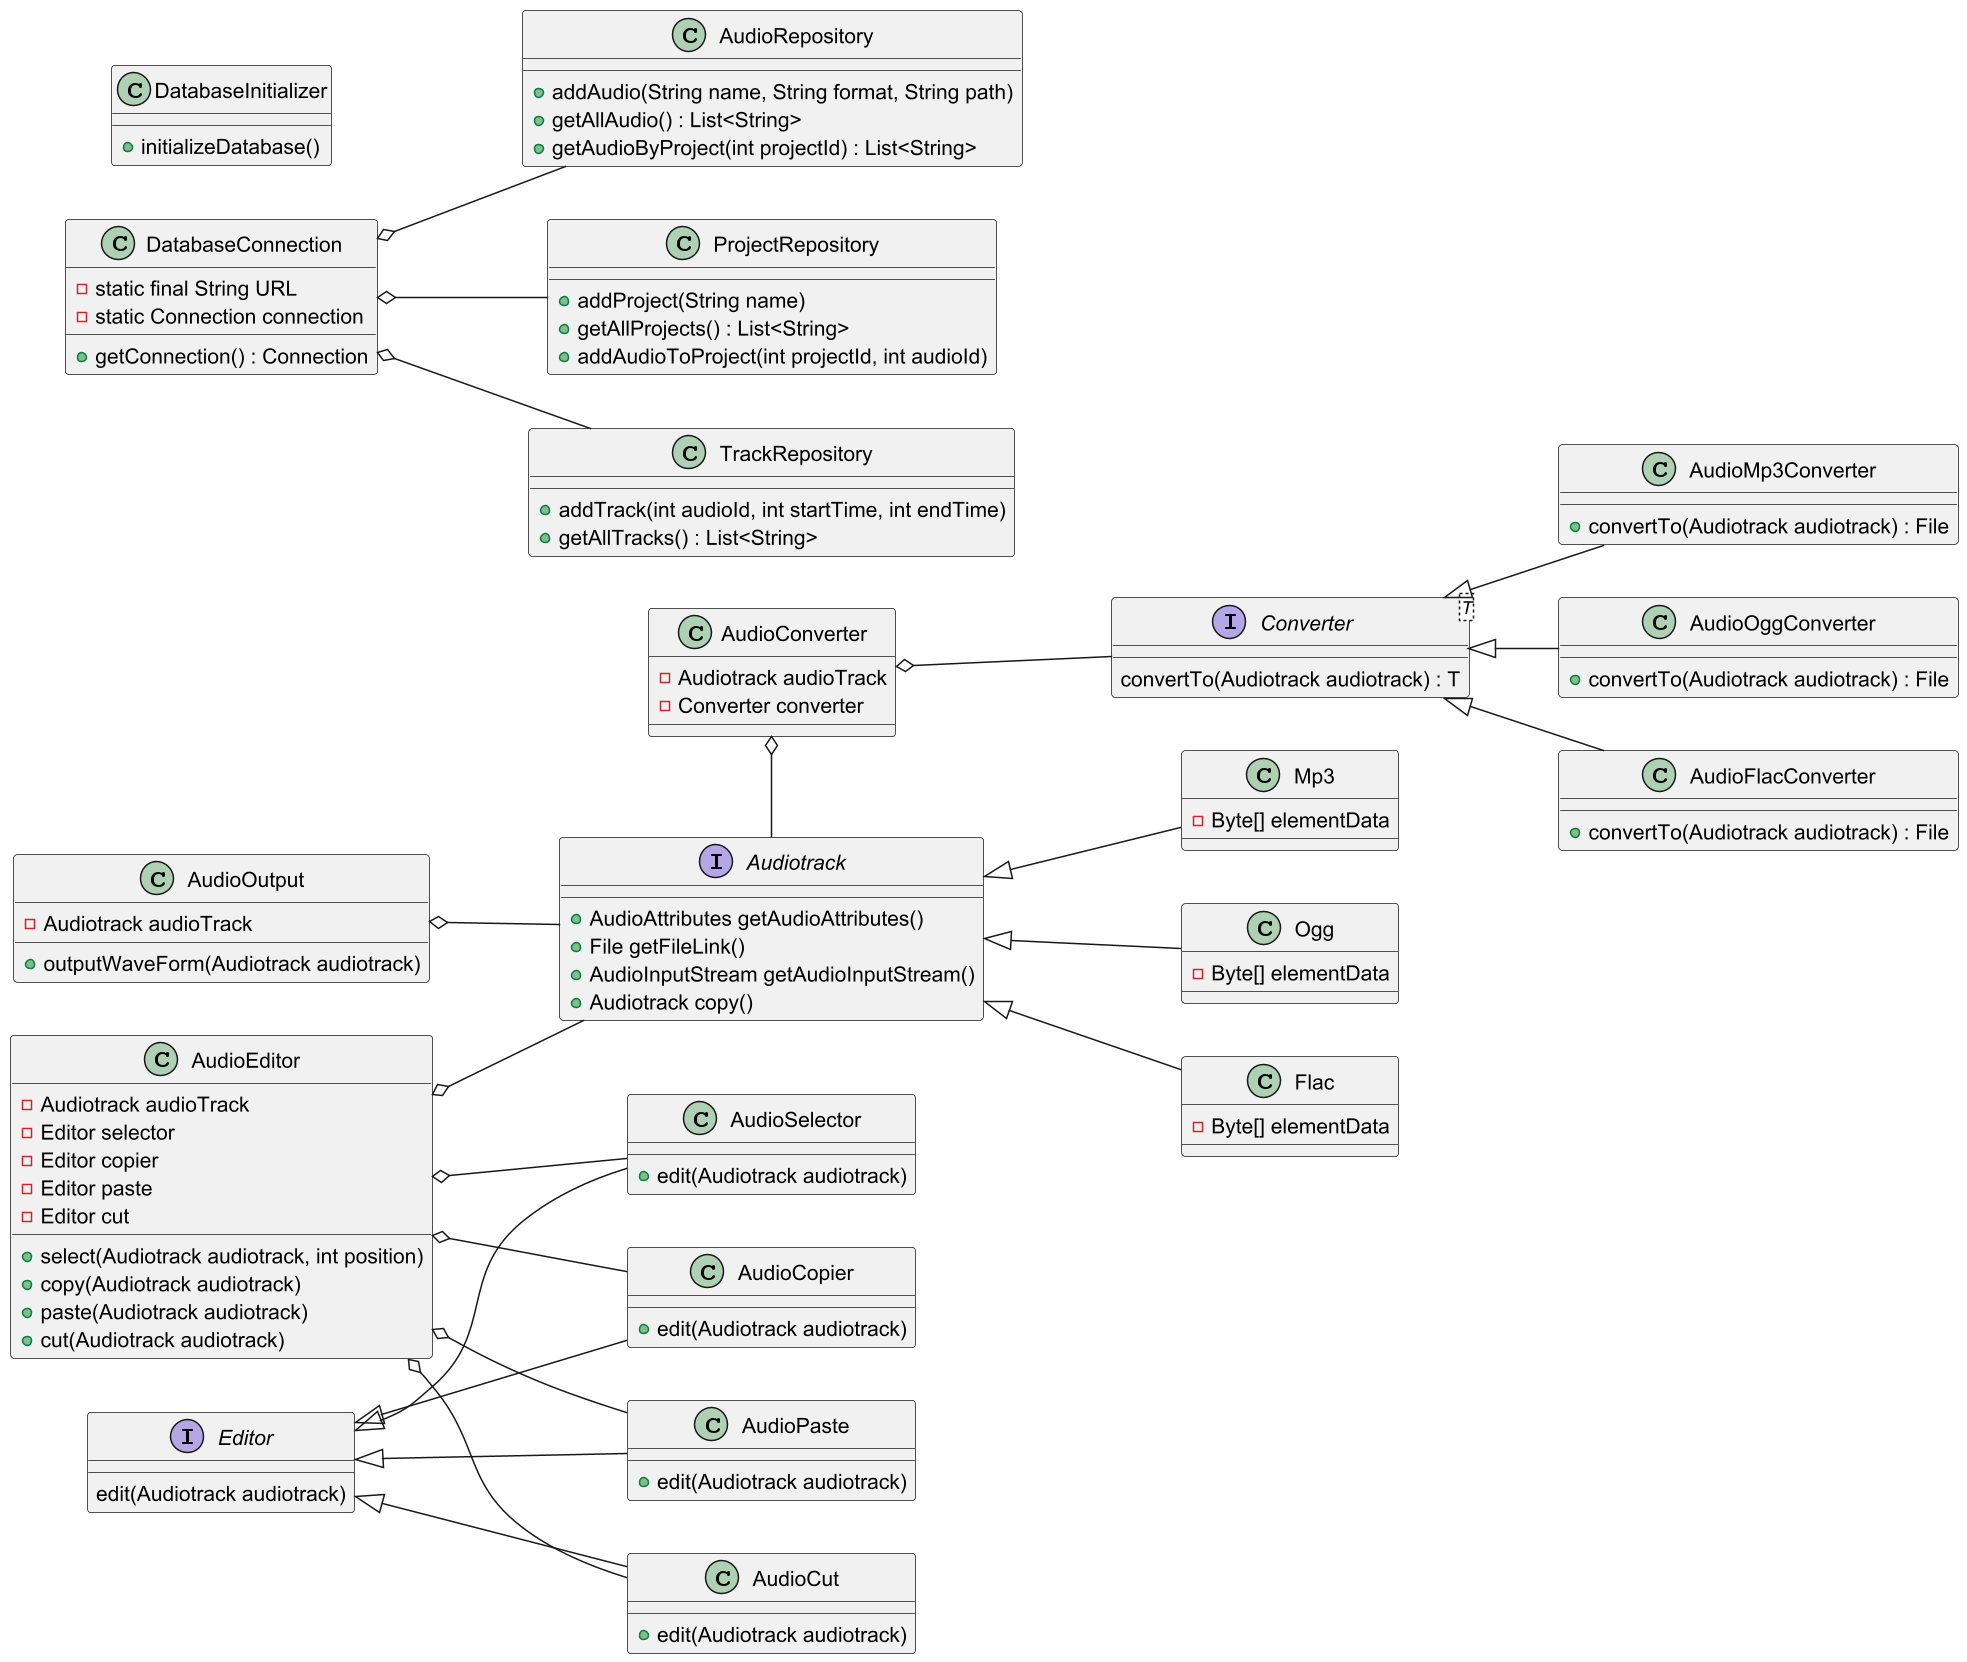 C AudioRepository
addAudio(String name, String format, String path)
getAllAudio() : List<String>
getAudioByProject(int projectId) : List<String>
C DatabaseInitializer
initializeDatabase()
C DatabaseConnection
static final String URL
static Connection connection
getConnection() : Connection
C ProjectRepository
addProject(String name)
getAllProjects() : List<String>
addAudioToProject(int projectId, int audioId)
C TrackRepository
addTrack(int audioId, int startTime, int endTime)
getAllTracks() : List<String>
C AudioMp3Converter
convertTo(Audiotrack audiotrack) : File
C AudioConverter
Audiotrack audioTrack
Converter converter
I Converter
T
convertTo(Audiotrack audiotrack) : T
C AudioOggConverter
convertTo(Audiotrack audiotrack) : File
C AudioFlacConverter
convertTo(Audiotrack audiotrack) : File
C Mp3
Byte[] elementData
C AudioOutput
Audiotrack audioTrack
outputWaveForm(Audiotrack audiotrack)
I Audiotrack
AudioAttributes getAudioAttributes()
File getFileLink()
AudioInputStream getAudioInputStream()
Audiotrack copy()
C Ogg
Byte[] elementData
C Flac
Byte[] elementData
C AudioEditor
Audiotrack audioTrack
Editor selector
Editor copier
Editor paste
Editor cut
select(Audiotrack audiotrack, int position)
copy(Audiotrack audiotrack)
paste(Audiotrack audiotrack)
cut(Audiotrack audiotrack)
C AudioSelector
edit(Audiotrack audiotrack)
C AudioCopier
edit(Audiotrack audiotrack)
I Editor
edit(Audiotrack audiotrack)
C AudioPaste
edit(Audiotrack audiotrack)
C AudioCut
edit(Audiotrack audiotrack)